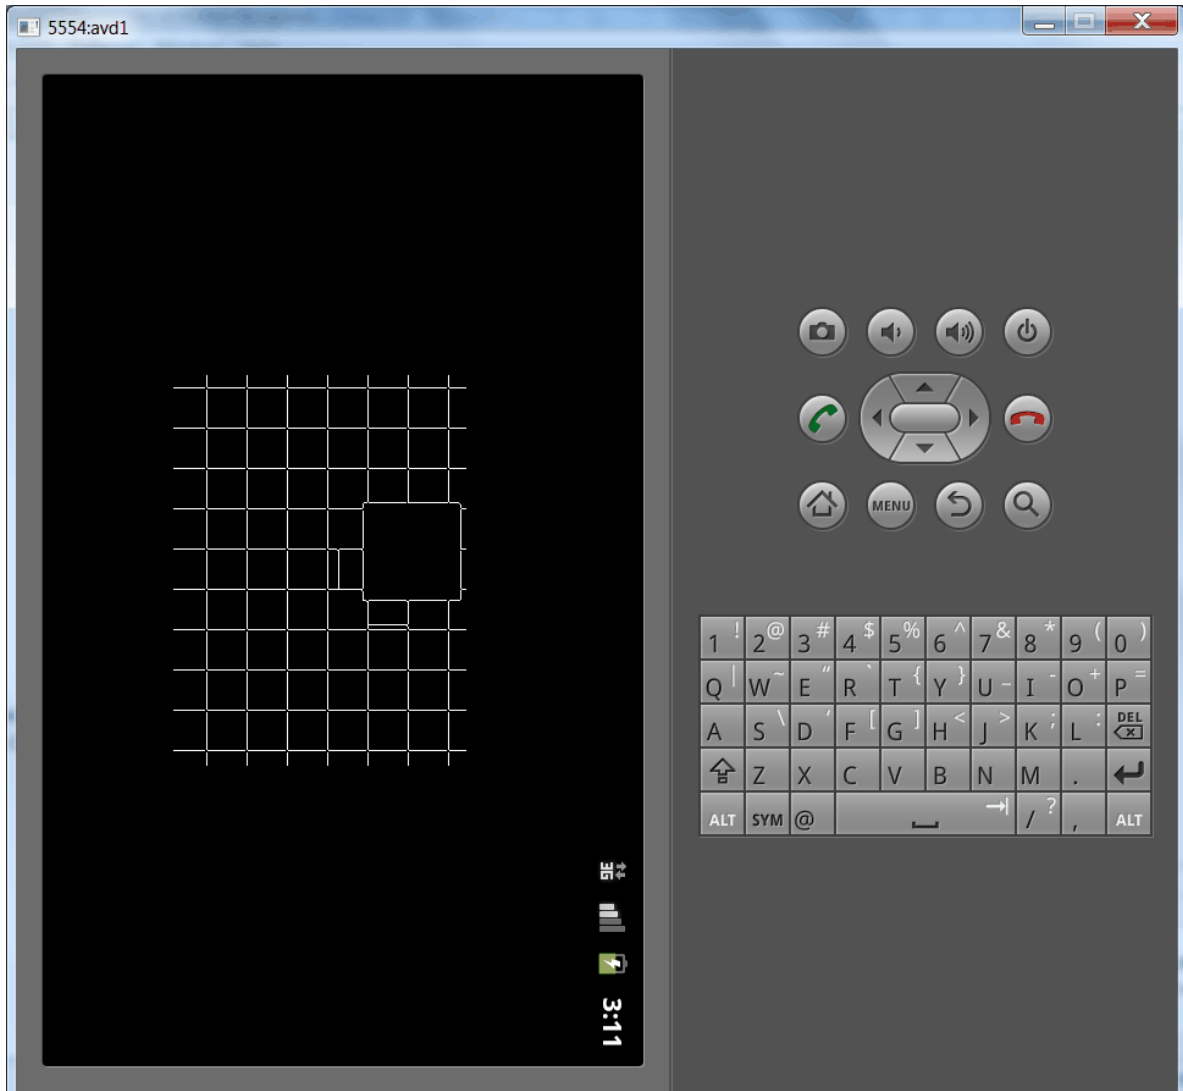 5554:avd1
MENU
1 ! 2 @ 3 # 4 $ 5 % 6 ^ 7 & 8 * 9 ( 0 )
Q | W ~ E " R ` T { Y } U _ I - O + P =
A S \ D ' F [ G ] H < J > K ; L : DEL
Z X C V B N M .
ALT SYM @ / ? , ALT
3G
3:11